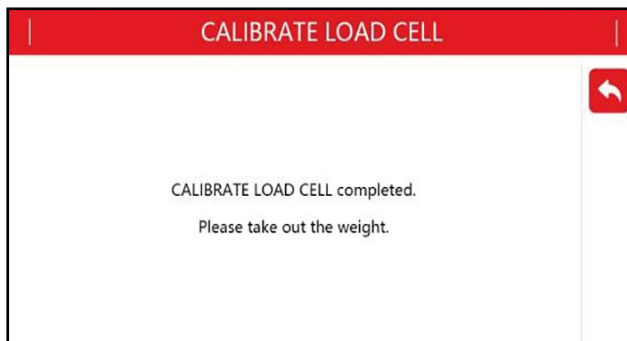 CALIBRATE LOAD CELL
CALIBRATE LOAD CELL completed.
Please take out the weight.